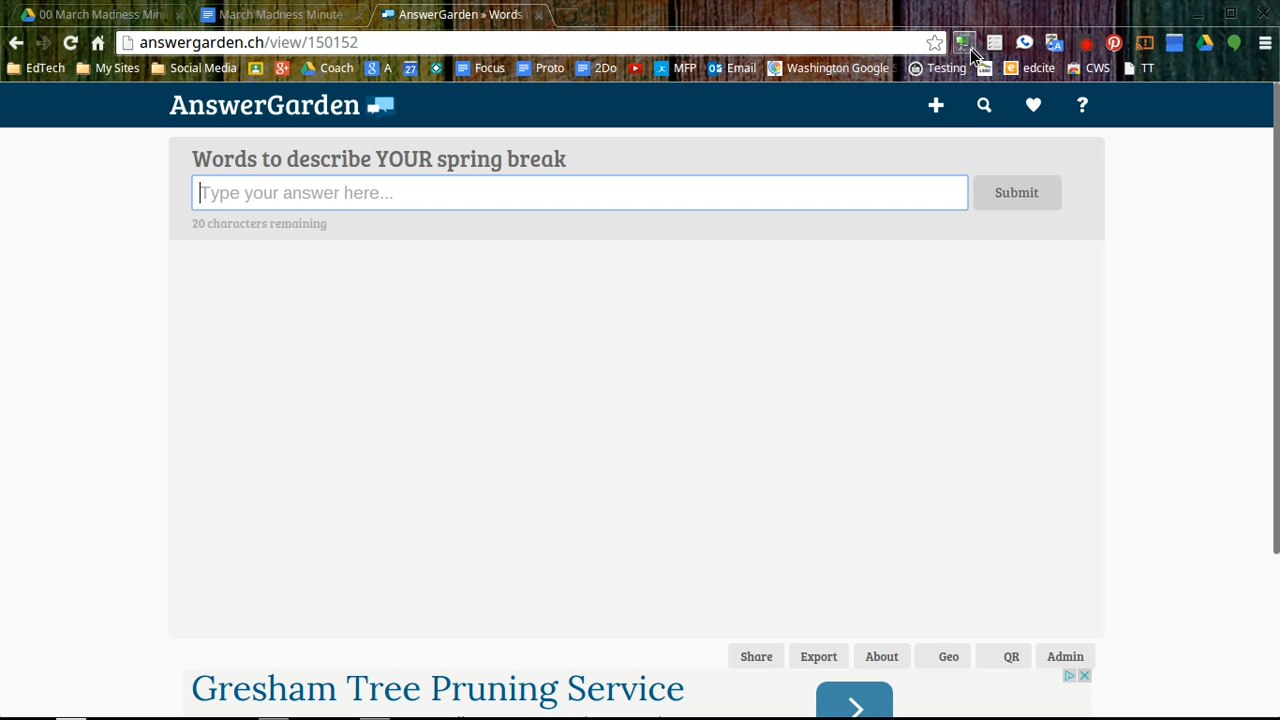 00 March Madness Min
March Madness Minute
AnswerGarden » Words
answergarden.ch/view/150152
EdTech My Sites Social Media Coach A 27 Focus Proto 2Do MFP Email Washington Google S Testing edcite CWS TT
AnswerGarden
Words to describe YOUR spring break
Type your answer here...
Submit
20 characters remaining
Share Export About Geo QR Admin
Gresham Tree Pruning Service